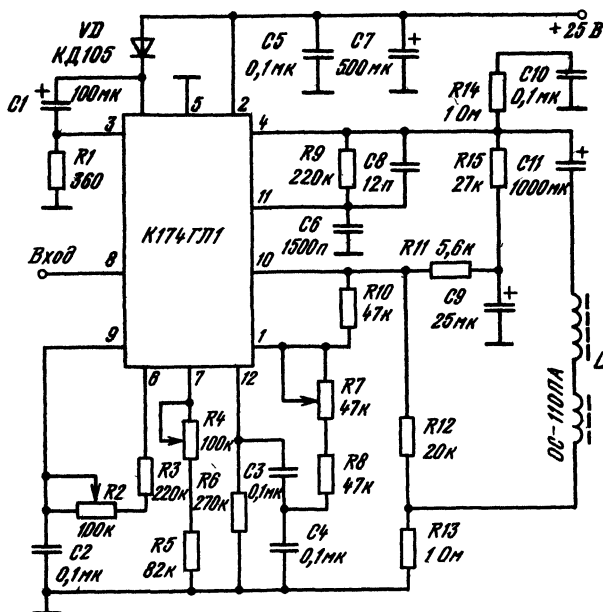 VD
КД105
C1
+
100мк
3
R1
360
5
2
C5
0,1мк
C7
500мк
+
+25 В
R14
1 Ом
C10
0,1мк
4
R9
220к
C8
12п
R15
27к
C11
1000мк
+
11
C6
1500п
К174ГЛ1
Вход
8
10
R11 5,6к
C9
25мк
+
R10
47к
9
1
6
7
12
R7
47к
R4
100к
R8
47к
R12
20к
L
ОС-110ПА
R2
100к
R3
220к
R6
270к
C3
0,1мк
R5
82к
C4
0,1мк
R13
1 Ом
C2
0,1мк